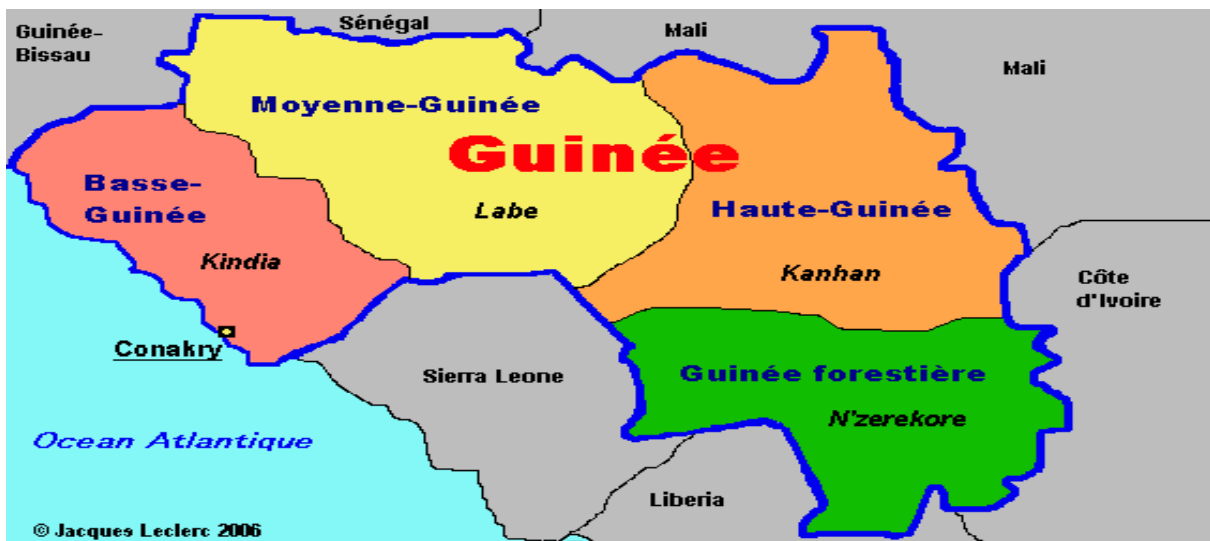 Guinée-
Bissau
Sénégal
Mali
Mali
Moyenne-Guinée
Guinée
Basse-
Guinée
Labe
Haute-Guinée
Kindia
Kanhan
Côte
d'Ivoire
Conakry
Sierra Leone
Guinée forestière
N'zerekore
Ocean Atlantique
Liberia
© Jacques Leclerc 2006